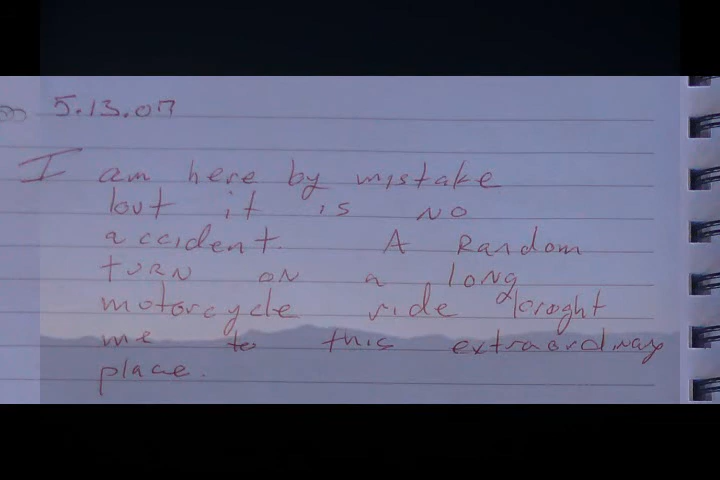 5.13.07
I am here by mistake
but it is NO
accident. A Random
TURN ON a LONg
motorcycle ride broght
me to this extraordinary
place.